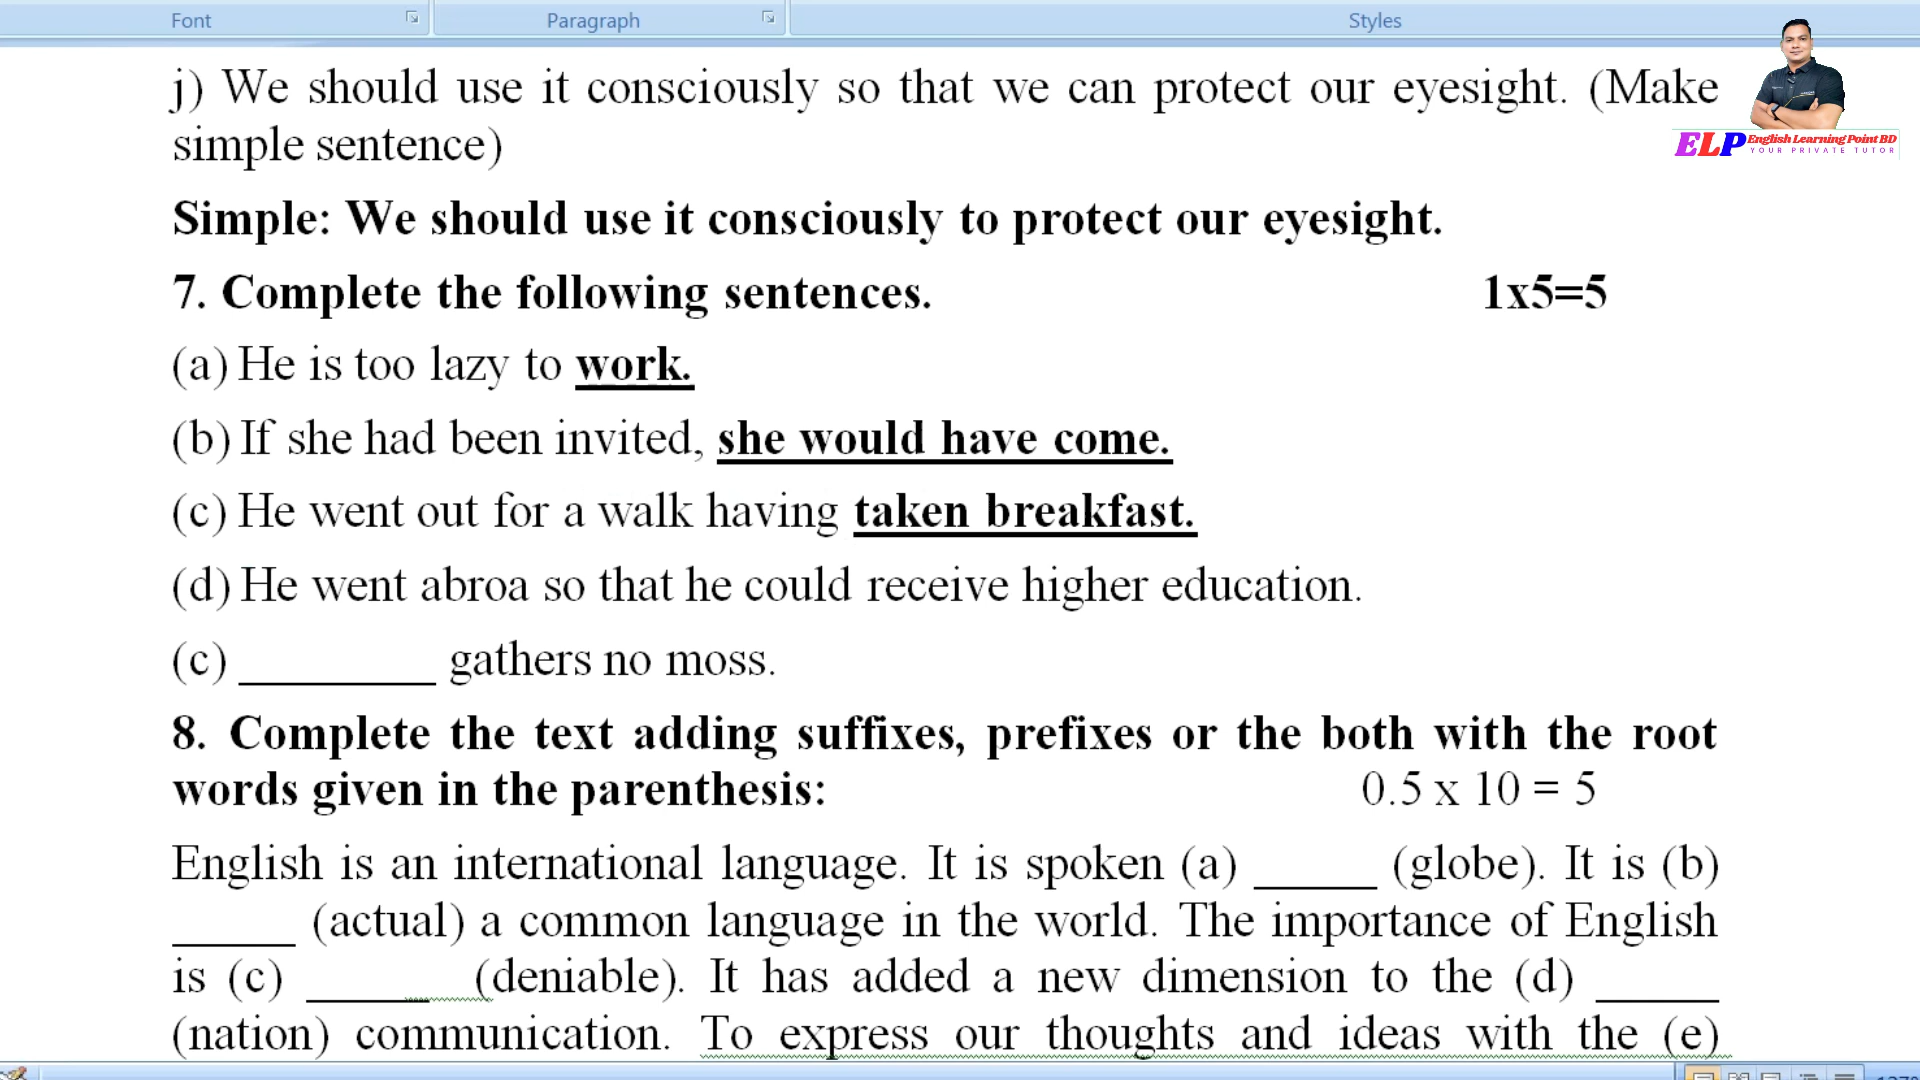 Font Paragraph Styles
j) We should use it consciously so that we can protect our eyesight. (Make
simple sentence)
ELP English Learning Point BD
YOUR PRIVATE TUTOR
Simple: We should use it consciously to protect our eyesight.
7. Complete the following sentences. 1x5=5
(a) He is too lazy to work.
(b) If she had been invited, she would have come.
(c) He went out for a walk having taken breakfast.
(d) He went abroa so that he could receive higher education.
(c) ________ gathers no moss.
8. Complete the text adding suffixes, prefixes or the both with the root
words given in the parenthesis: 0.5 x 10 = 5
English is an international language. It is spoken (a) _____ (globe). It is (b)
_____ (actual) a common language in the world. The importance of English
is (c) _____ (deniable). It has added a new dimension to the (d) _____
(nation) communication. To express our thoughts and ideas with the (e)